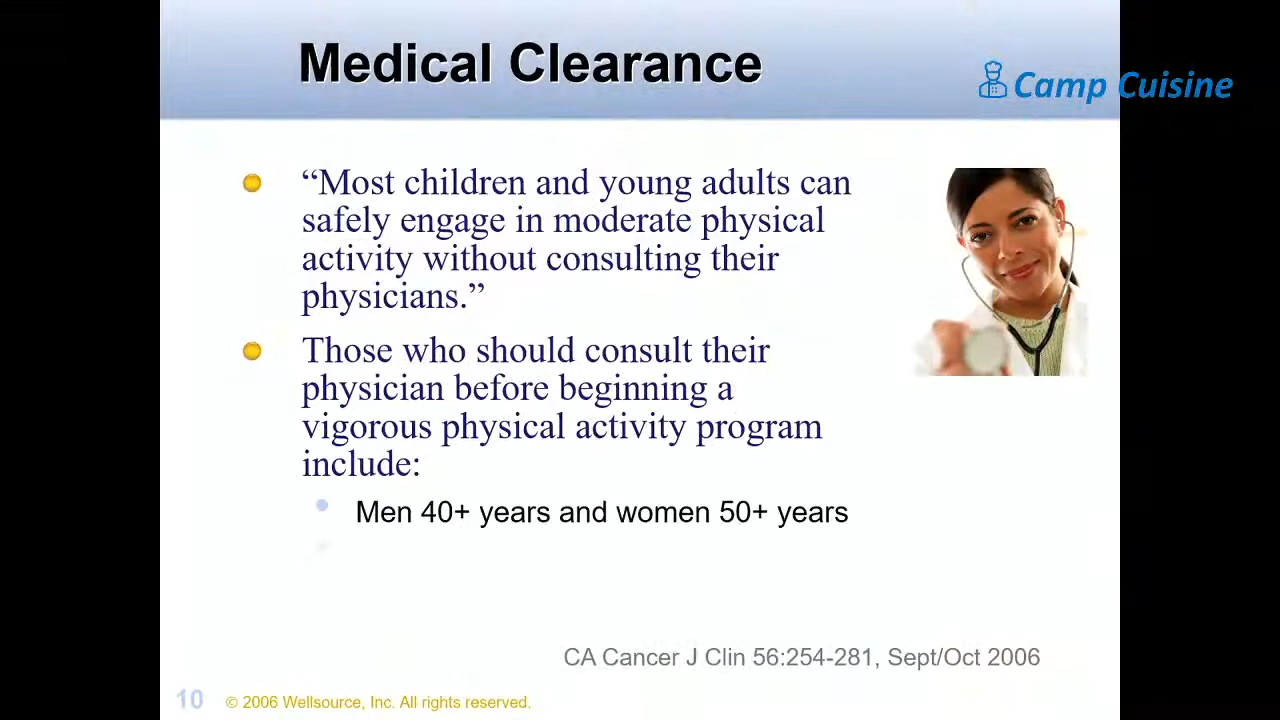 Medical Clearance
Camp Cuisine
“Most children and young adults can
safely engage in moderate physical
activity without consulting their
physicians.”
Those who should consult their
physician before beginning a
vigorous physical activity program
include:
Men 40+ years and women 50+ years
CA Cancer J Clin 56:254-281, Sept/Oct 2006
10 © 2006 Wellsource, Inc. All rights reserved.